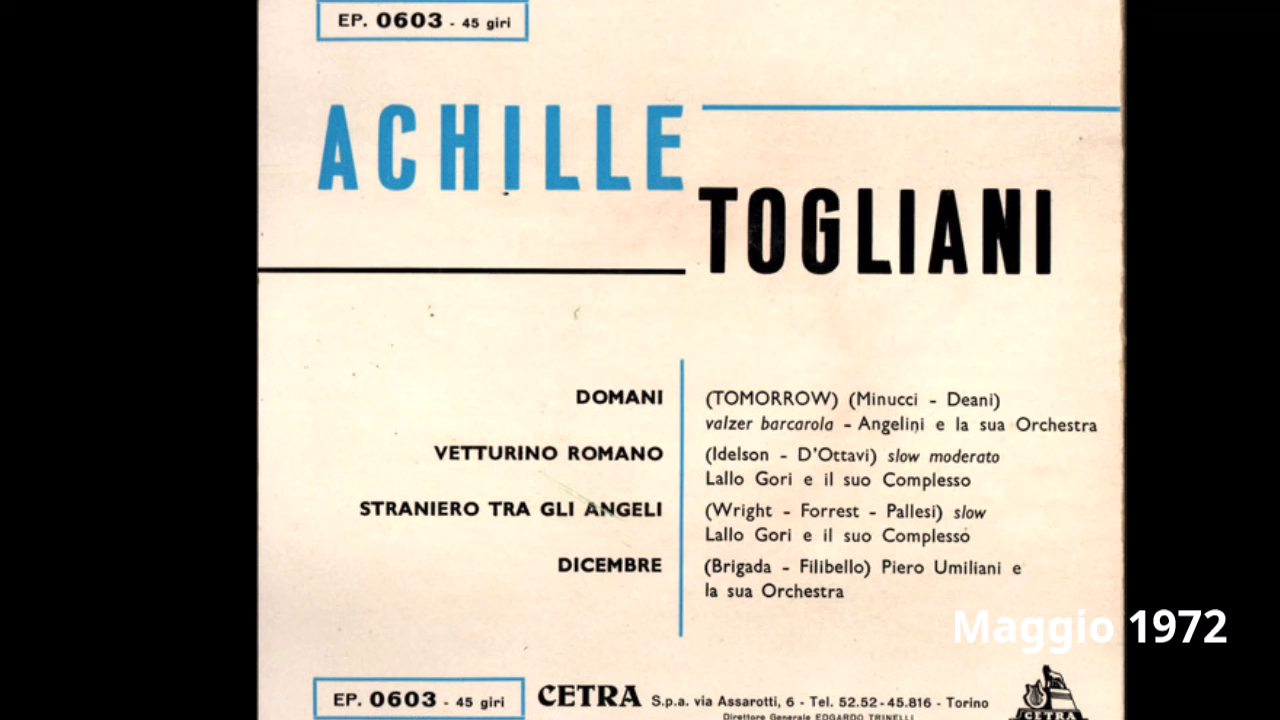 EP. 0603 - 45 giri
ACHILLE
TOGLIANI
DOMANI
(TOMORROW) (Minucci - Deani)
valzer barcarola - Angelini e la sua Orchestra
VETTURINO ROMANO
(Idelson - D'Ottavi) slow moderato
Lallo Gori e il suo Complesso
STRANIERO TRA GLI ANGELI
(Wright - Forrest - Pallesi) slow
Lallo Gori e il suo Complesso
DICEMBRE
(Brigada - Filibello) Piero Umiliani e
la sua Orchestra
Maggio 1972
EP. 0603 - 45 giri
CETRA S.p.a. via Assarotti, 6 - Tel. 52.52-45.816 - Torino
Direttore Generale EDGARDO TRINELLI
CETRA